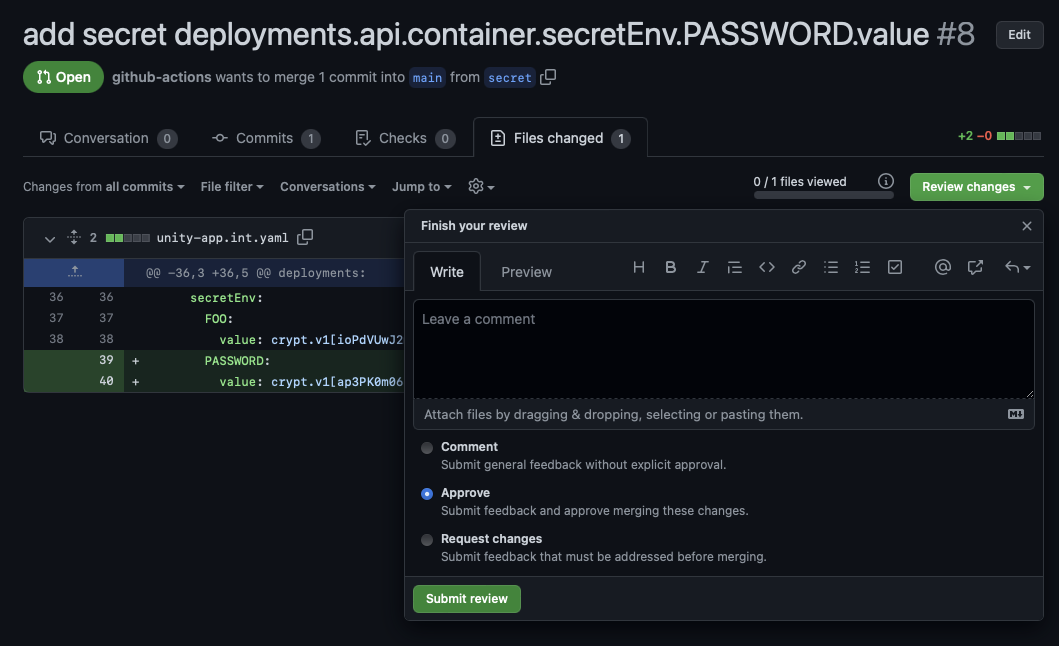 add secret deployments.api.container.secretEnv.PASSWORD.value #8
Edit
Open
github-actions wants to merge 1 commit into main from secret
Conversation 0
Commits 1
Checks 0
Files changed 1
+2 −0
Changes from all commits
File filter
Conversations
Jump to
0 / 1 files viewed
Review changes
2 unity-app.int.yaml
@@ -36,3 +36,5 @@ deployments:
36 36 secretEnv:
37 37 FOO:
38 38 value: crypt.v1[ioPdVUwJ2
39 + PASSWORD:
40 + value: crypt.v1[ap3PK0m06
Finish your review
Write
Preview
Leave a comment
Attach files by dragging & dropping, selecting or pasting them.
Comment
Submit general feedback without explicit approval.
Approve
Submit feedback and approve merging these changes.
Request changes
Submit feedback that must be addressed before merging.
Submit review